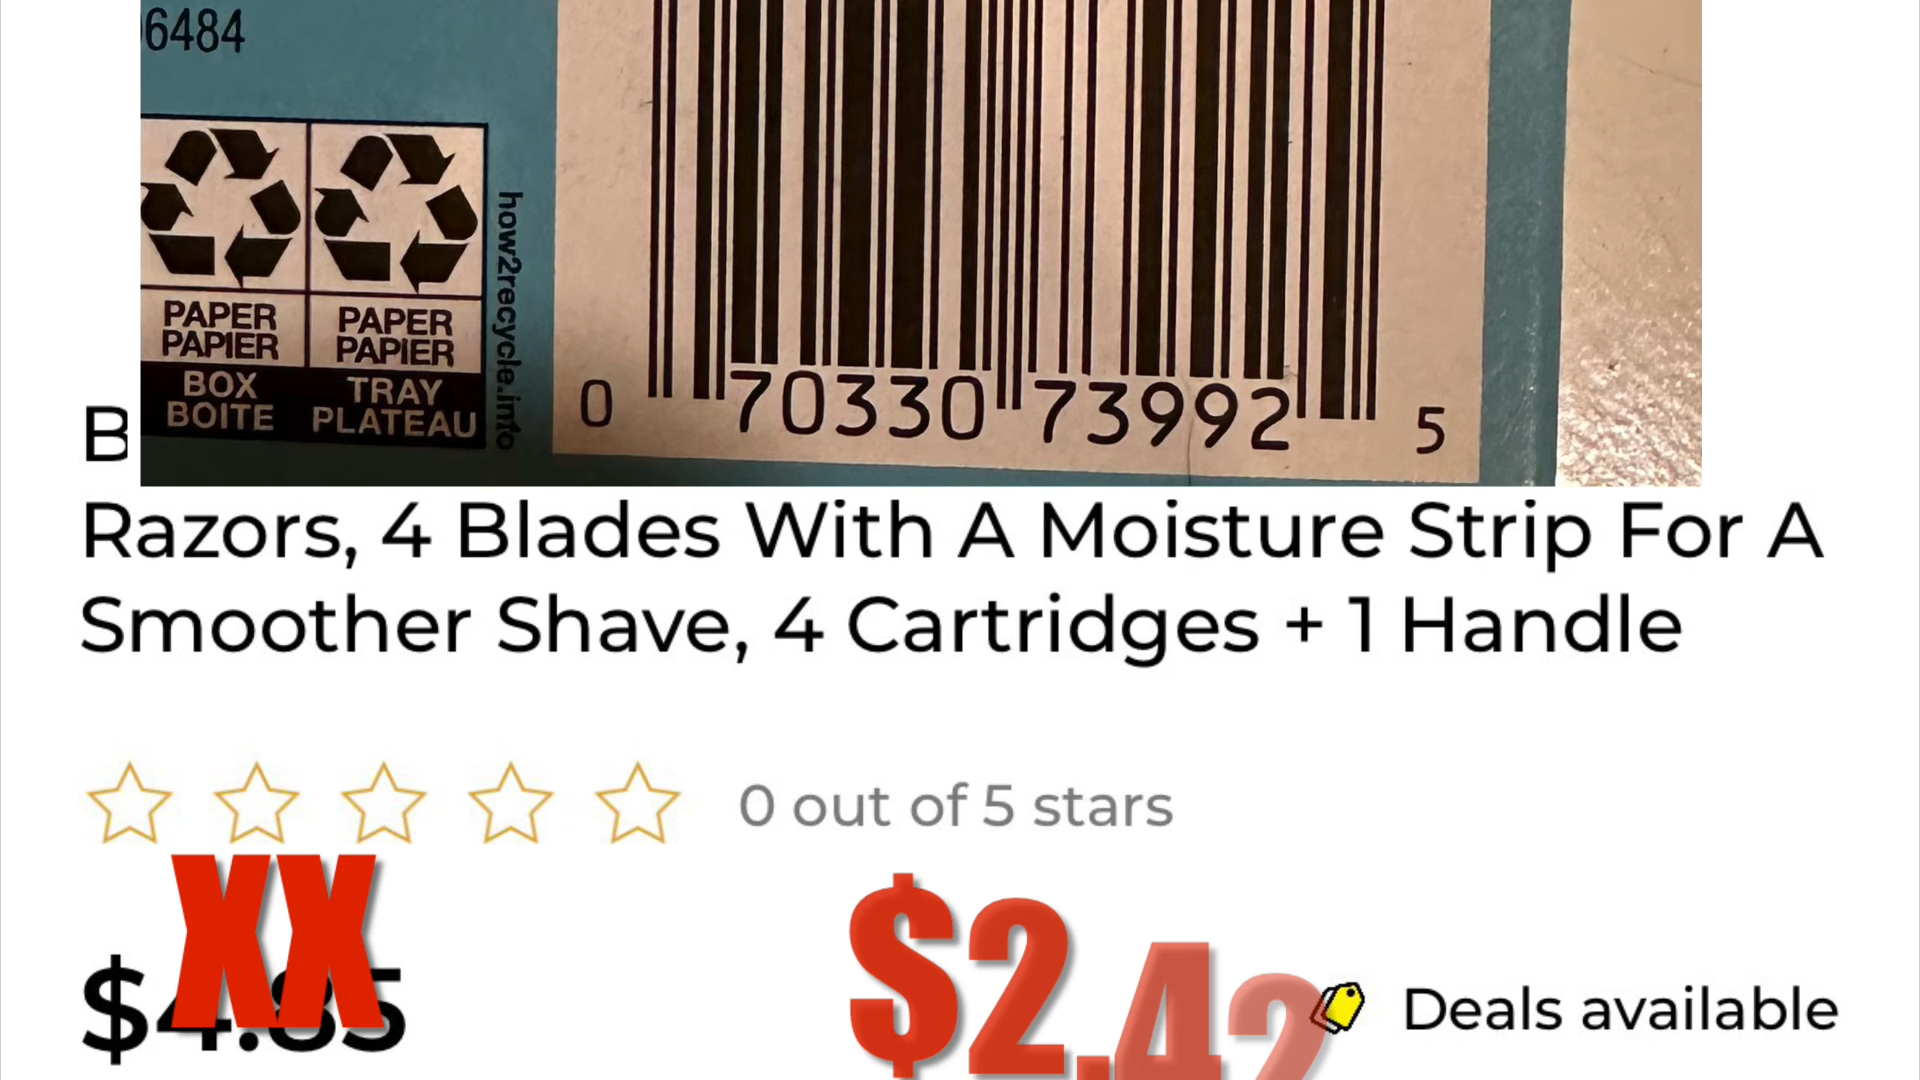 6484
PAPER
PAPIER
BOX
BOITE
PAPER
PAPIER
TRAY
PLATEAU
how2recycle.info
0 70330 73992 5
B
Razors, 4 Blades With A Moisture Strip For A
Smoother Shave, 4 Cartridges + 1 Handle
0 out of 5 stars
XX
$4.85
$2.42
Deals available